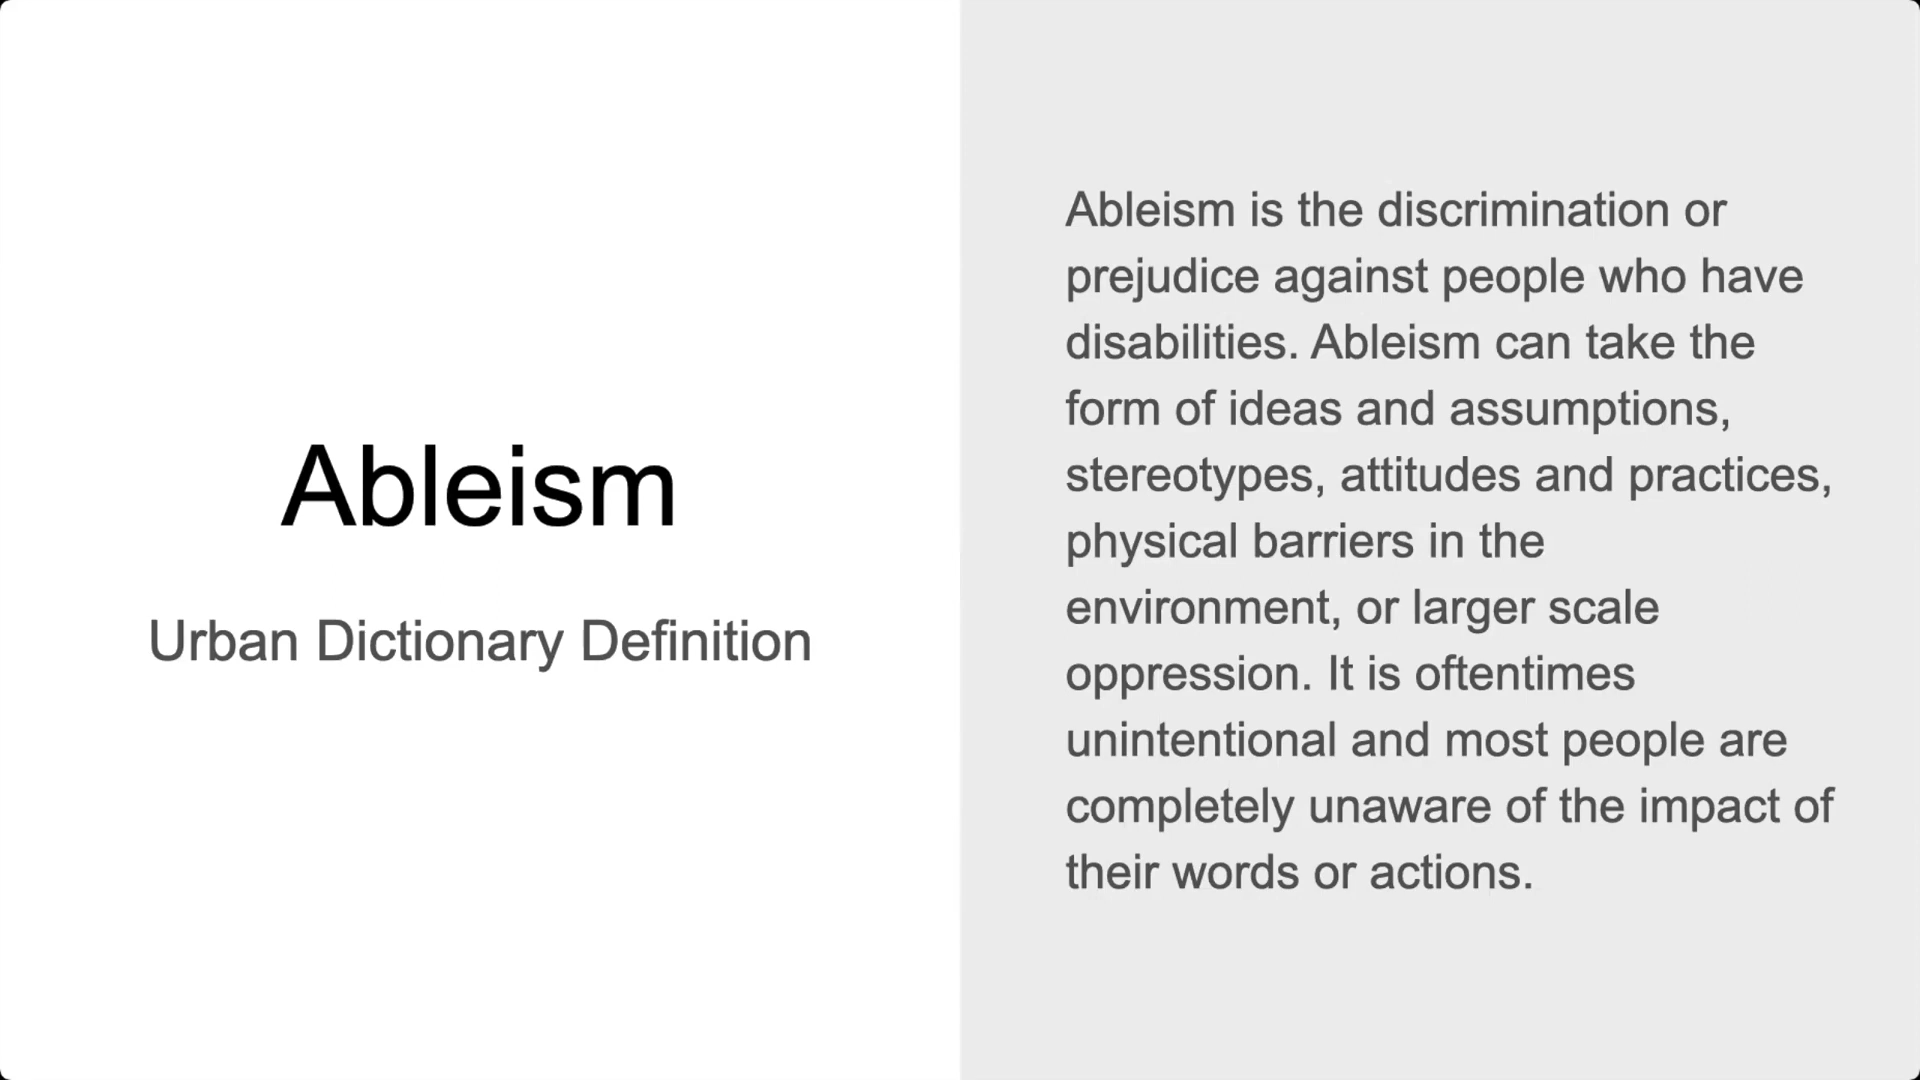 Ableism
Urban Dictionary Definition
Ableism is the discrimination or
prejudice against people who have
disabilities. Ableism can take the
form of ideas and assumptions,
stereotypes, attitudes and practices,
physical barriers in the
environment, or larger scale
oppression. It is oftentimes
unintentional and most people are
completely unaware of the impact of
their words or actions.